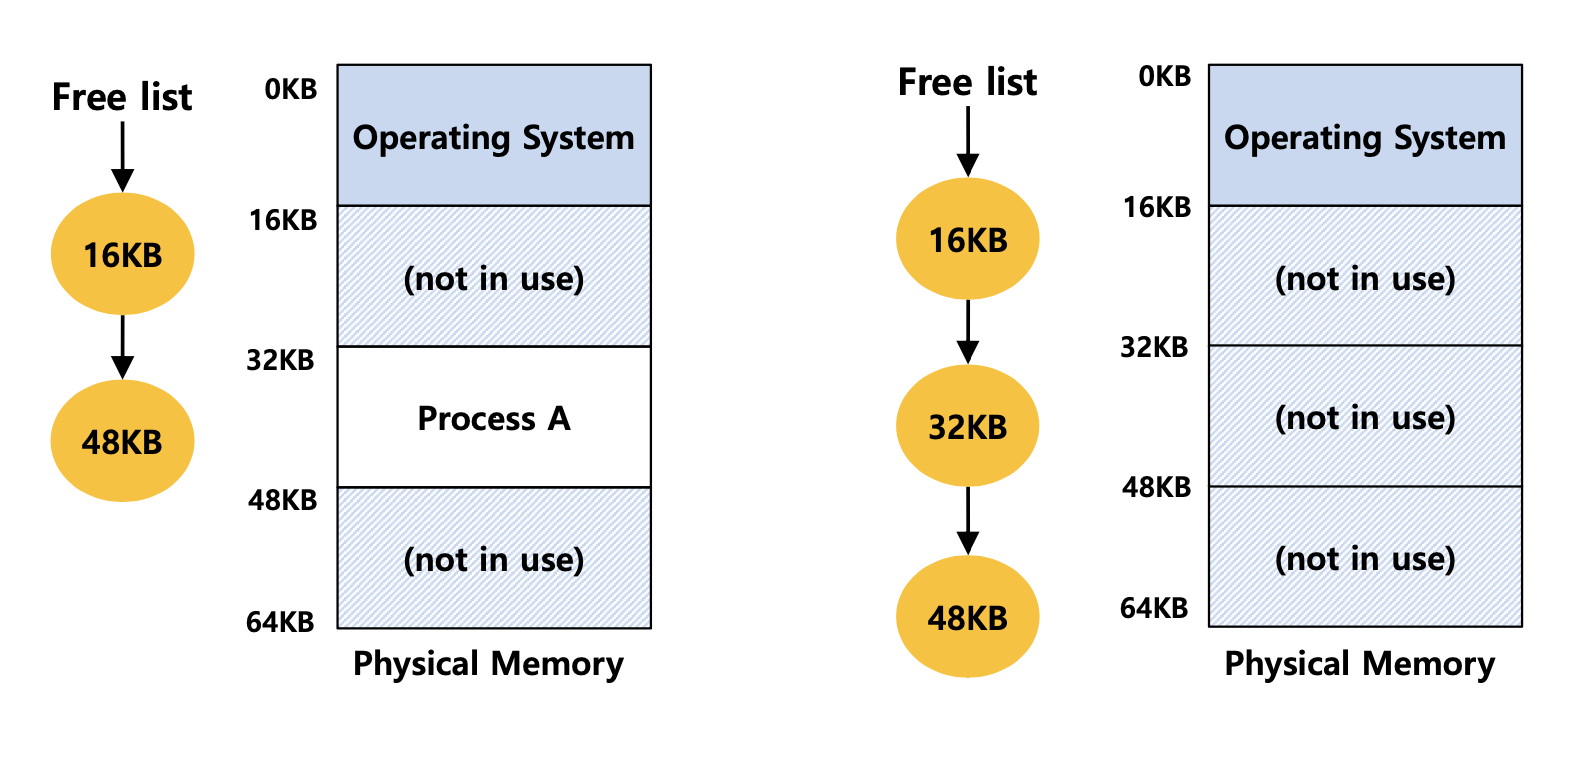 Free list
16KB
48KB
0KB
16KB
32KB
48KB
64KB
Operating System
(not in use)
Process A
(not in use)
Physical Memory
Free list
16KB
32KB
48KB
0KB
16KB
32KB
48KB
64KB
Operating System
(not in use)
(not in use)
(not in use)
Physical Memory